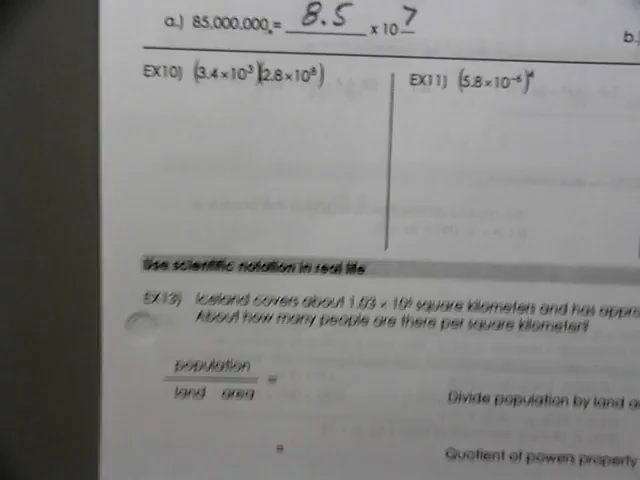 a.) 85,000,000 = 8.5 x 10 7
b.)
EX10) (3.4 × 10³)(2.8 × 10⁸)
EX11) (5.8 × 10⁻⁶)⁴
Use scientific notation in real life
EX13) Iceland covers about 1.03 × 10⁵ square kilometers and has appro
About how many people are there per square kilometer?
population
land area
=
Divide population by land a
=
Quotient of powers property